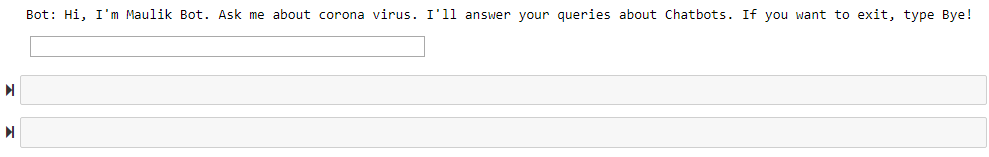 Bot: Hi, I'm Maulik Bot. Ask me about corona virus. I'll answer your queries about Chatbots. If you want to exit, type Bye!